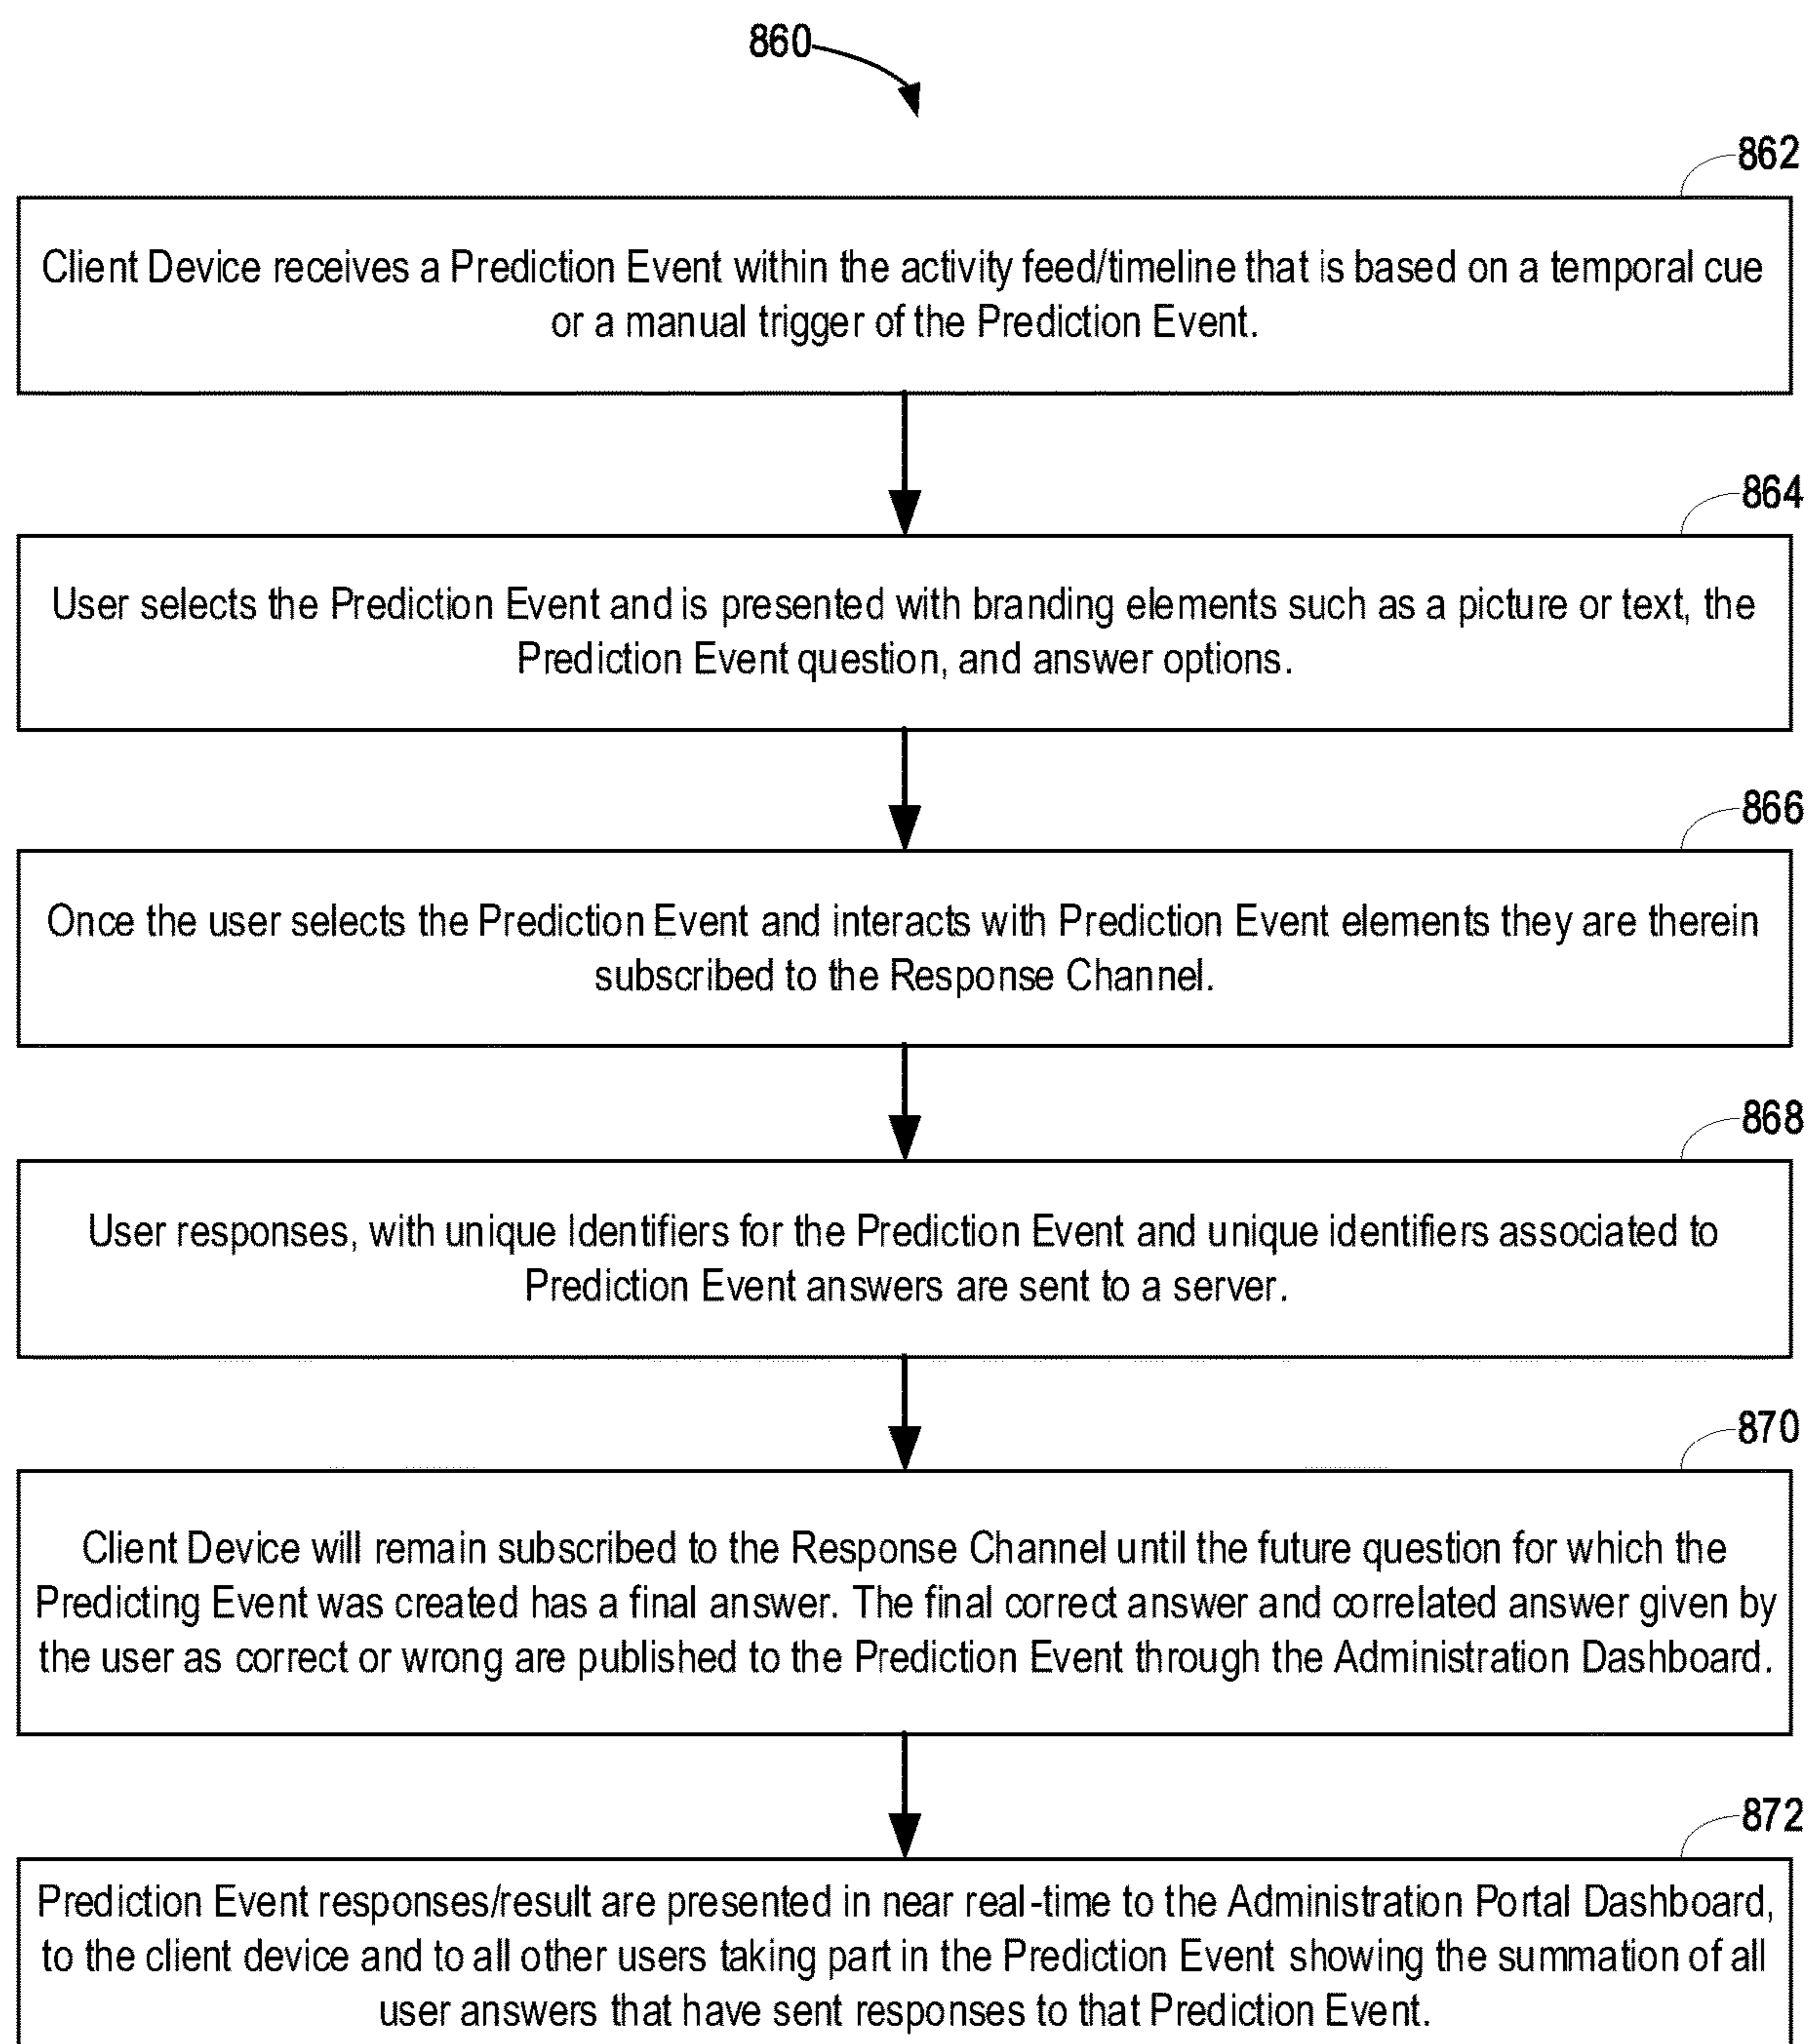 860
862
Client Device receives a Prediction Event within the activity feed/timeline that is based on a temporal cue
or a manual trigger of the Prediction Event.
864
User selects the Prediction Event and is presented with branding elements such as a picture or text, the
Prediction Event question, and answer options.
866
Once the user selects the Prediction Event and interacts with Prediction Event elements they are therein
subscribed to the Response Channel.
868
User responses, with unique Identifiers for the Prediction Event and unique identifiers associated to
Prediction Event answers are sent to a server.
870
Client Device will remain subscribed to the Response Channel until the future question for which the
Predicting Event was created has a final answer. The final correct answer and correlated answer given by
the user as correct or wrong are published to the Prediction Event through the Administration Dashboard.
872
Prediction Event responses/result are presented in near real-time to the Administration Portal Dashboard,
to the client device and to all other users taking part in the Prediction Event showing the summation of all
user answers that have sent responses to that Prediction Event.